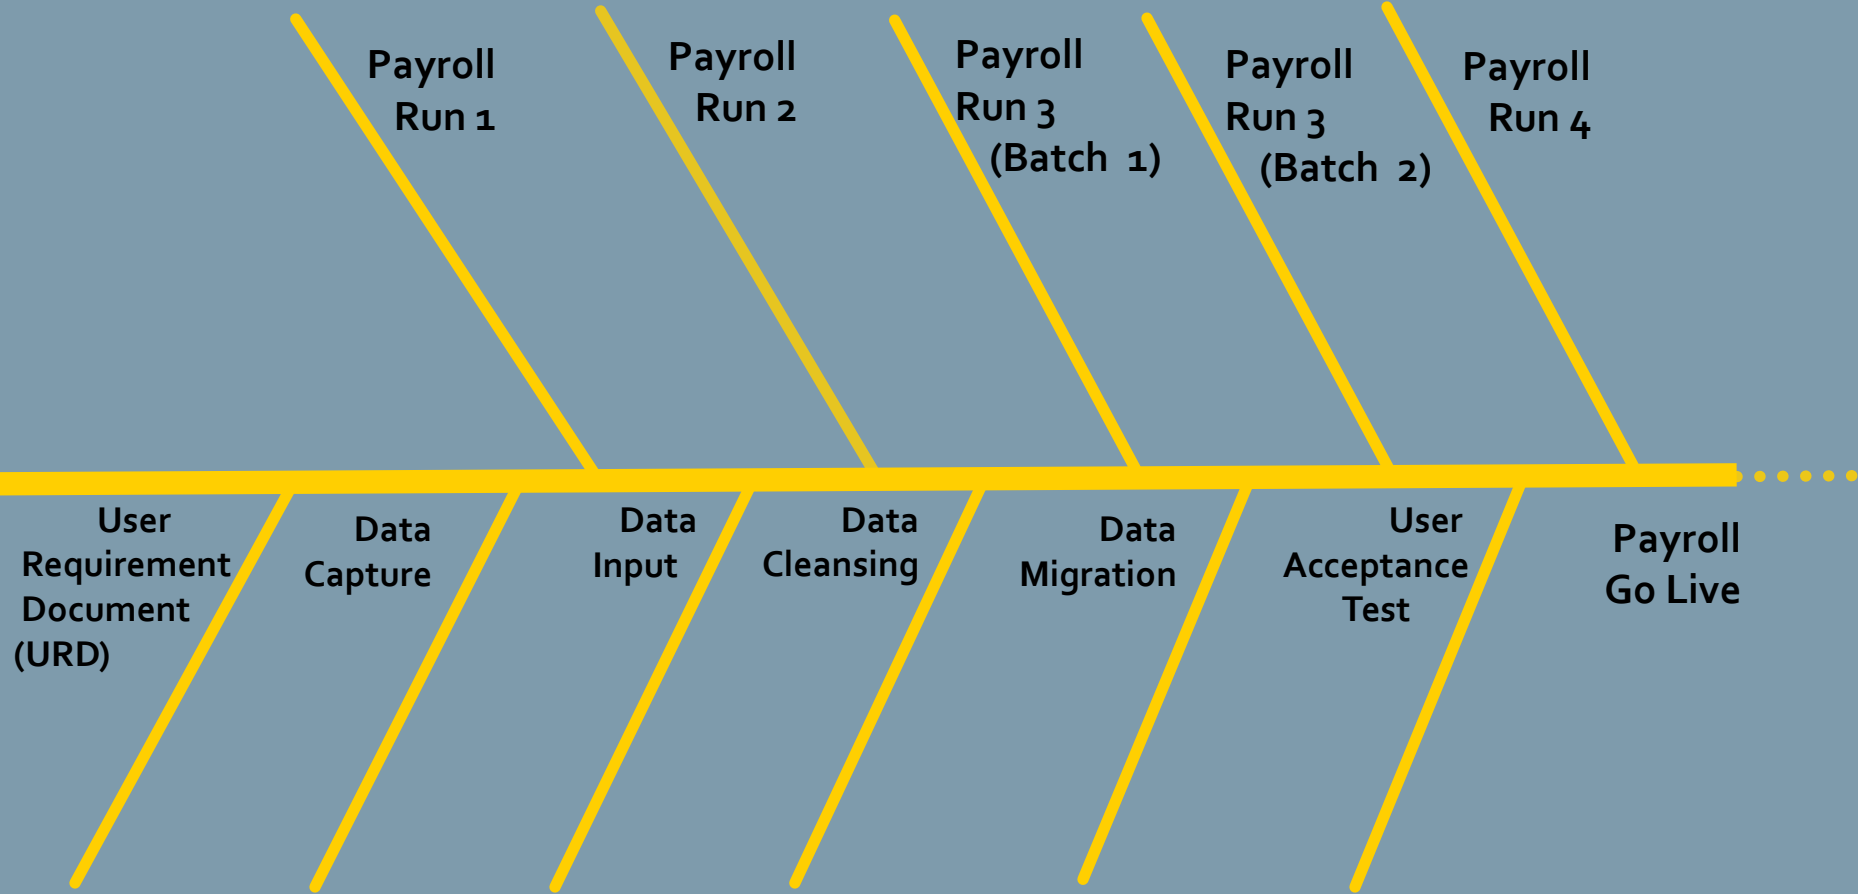 Payroll
Run 1
Payroll
Run 2
Payroll
Run 3
(Batch 1)
Payroll
Run 3
(Batch 2)
Payroll
Run 4
User
Requirement
Document
(URD)
Data
Capture
Data
Input
Data
Cleansing
Data
Migration
User
Acceptance
Test
Payroll
Go Live